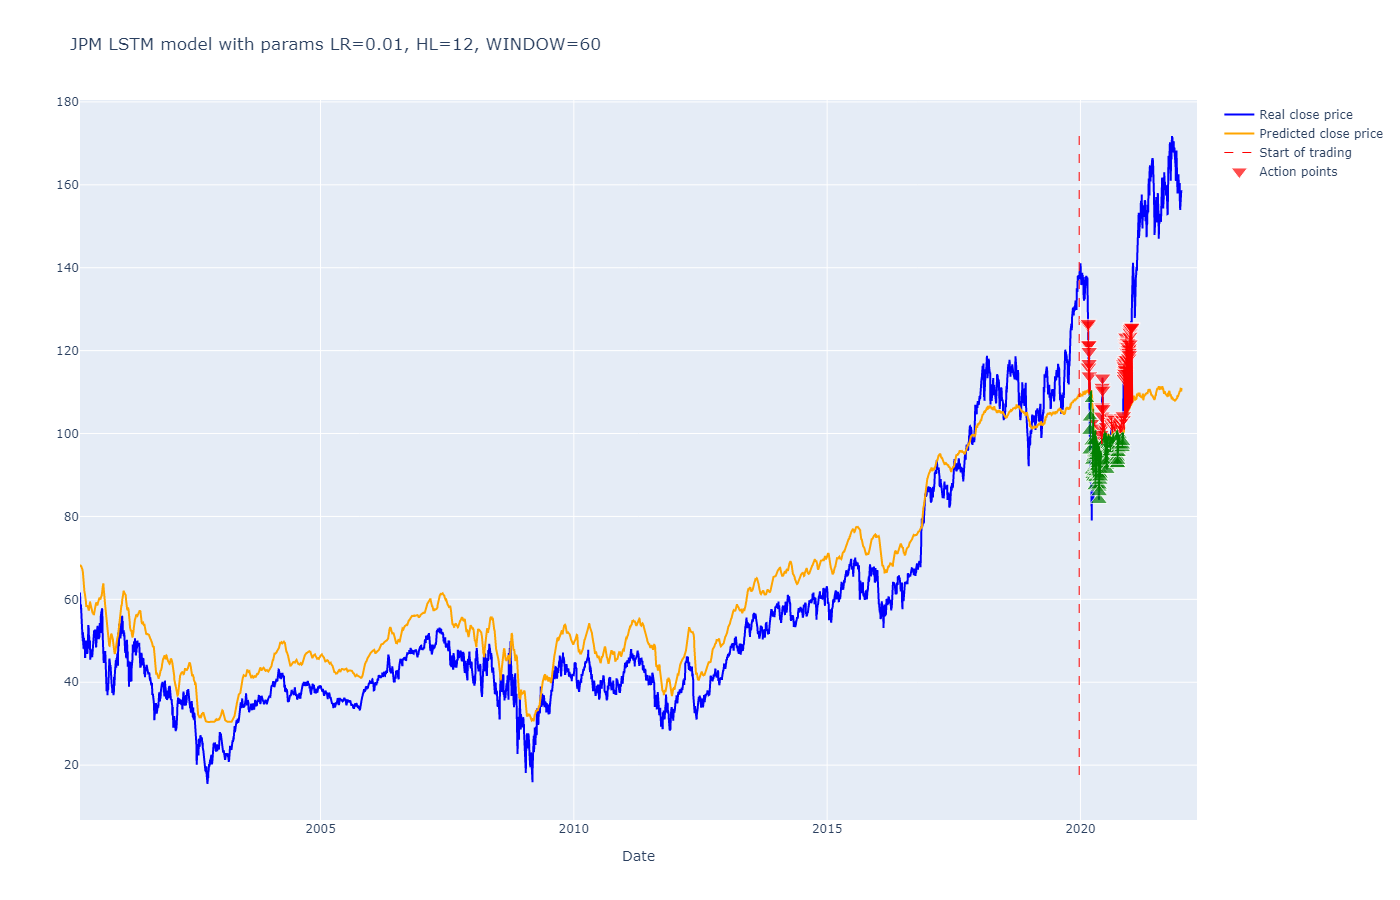 JPM LSTM model with params LR=0.01, HL=12, WINDOW=60
180
160
140
120
100
80
60
40
20
2005
2010
2015
2020
Date
Real close price
Predicted close price
Start of trading
Action points